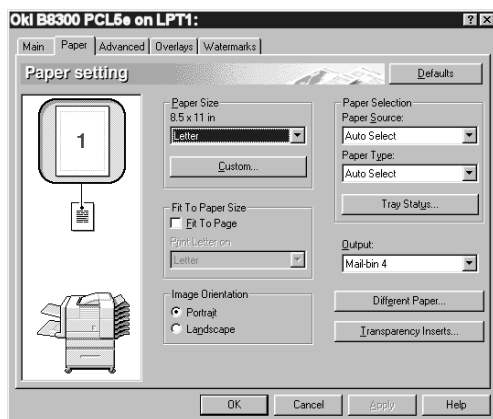 Oki B8300 PCL5e on LPT1:
? ×
Main Paper Advanced Overlays Watermarks
Paper setting
Defaults
1
Paper Size
8.5 x 11 in
Letter
Custom...
Fit To Paper Size
Fit To Page
Print Letter on
Letter
Image Orientation
Portrait
Landscape
Paper Selection
Paper Source:
Auto Select
Paper Type:
Auto Select
Tray Status...
Output:
Mail-bin 4
Different Paper...
Transparency Inserts...
OK Cancel Apply Help